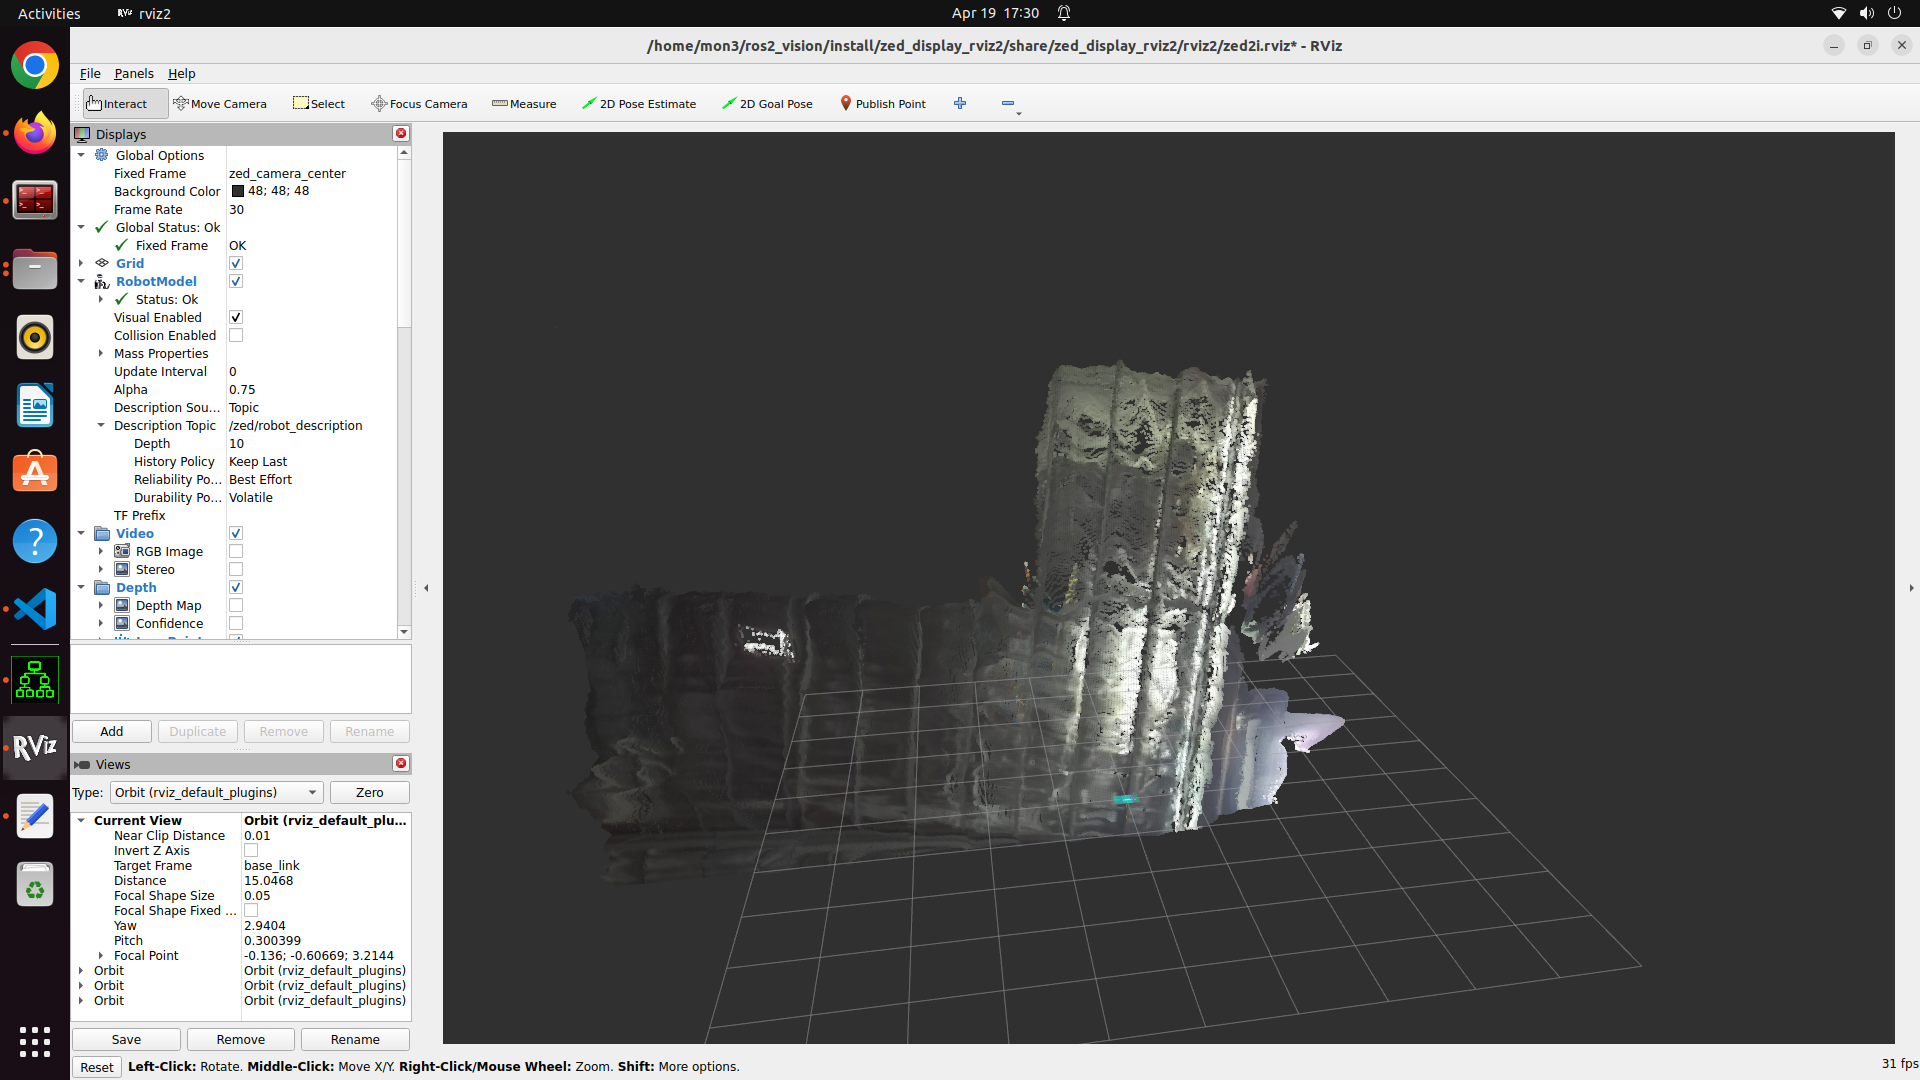 Activities
rviz2
Apr 19 17:30
/home/mon3/ros2_vision/install/zed_display_rviz2/share/zed_display_rviz2/rviz2/zed2i.rviz* - RViz
File Panels Help
Interact Move Camera Select Focus Camera Measure 2D Pose Estimate 2D Goal Pose Publish Point
Displays
Global Options
Fixed Frame zed_camera_center
Background Color 48; 48; 48
Frame Rate 30
Global Status: Ok
Fixed Frame OK
Grid
RobotModel
Status: Ok
Visual Enabled
Collision Enabled
Mass Properties
Update Interval 0
Alpha 0.75
Description Sou... Topic
Description Topic /zed/robot_description
Depth 10
History Policy Keep Last
Reliability Po... Best Effort
Durability Po... Volatile
TF Prefix
Video
RGB Image
Stereo
Depth
Depth Map
Confidence
Add Duplicate Remove Rename
Views
Type: Orbit (rviz_default_plugins) Zero
Current View Orbit (rviz_default_plu...
Near Clip Distance 0.01
Invert Z Axis
Target Frame base_link
Distance 15.0468
Focal Shape Size 0.05
Focal Shape Fixed ...
Yaw 2.9404
Pitch 0.300399
Focal Point -0.136; -0.60669; 3.2144
Orbit Orbit (rviz_default_plugins)
Orbit Orbit (rviz_default_plugins)
Orbit Orbit (rviz_default_plugins)
Save Remove Rename
Reset Left-Click: Rotate. Middle-Click: Move X/Y. Right-Click/Mouse Wheel: Zoom. Shift: More options.
31 fps
RViz